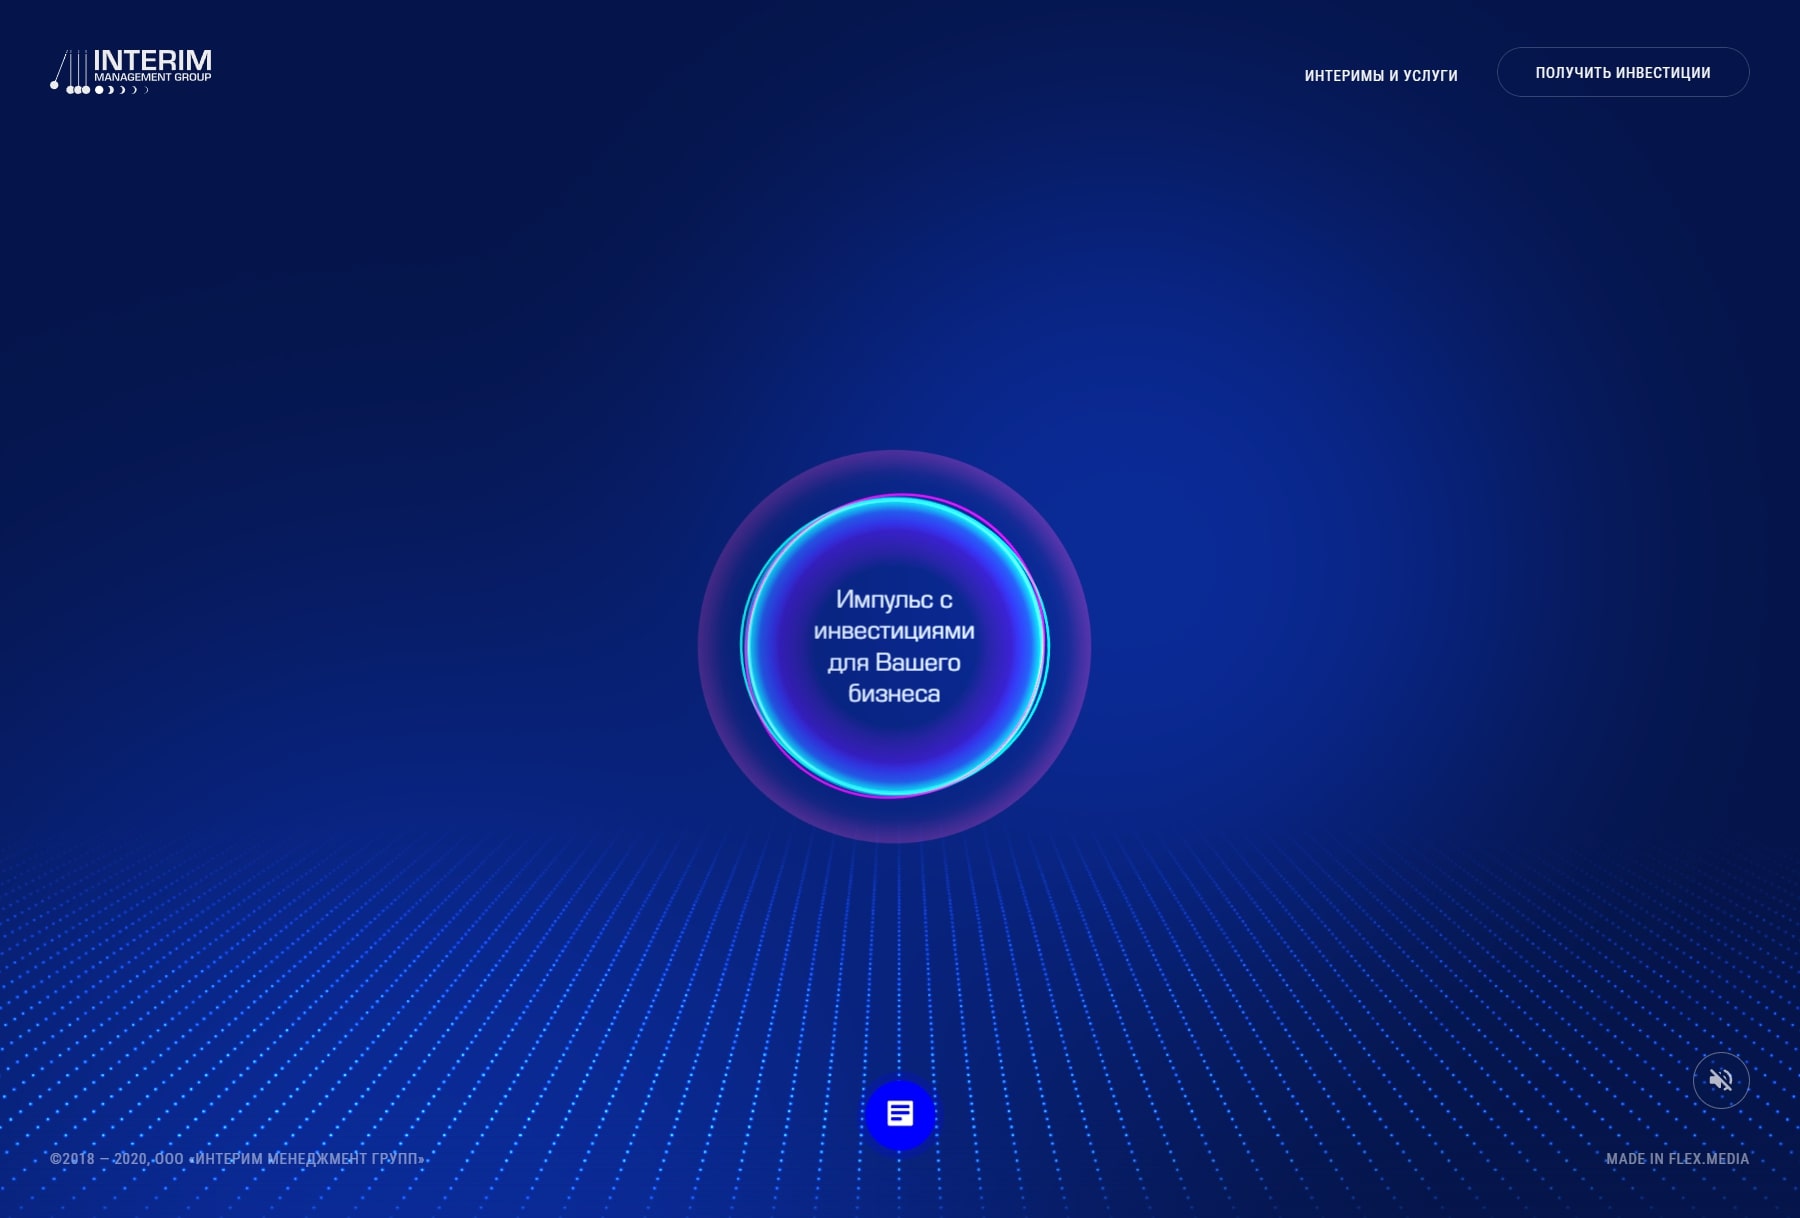 INTERIM
MANAGEMENT GROUP
ИНТЕРИМЫ И УСЛУГИ
ПОЛУЧИТЬ ИНВЕСТИЦИИ
Импульс с
инвестициями
для Вашего
бизнеса
©2018 — 2020, ООО «ИНТЕРИМ МЕНЕДЖМЕНТ ГРУПП»
MADE IN FLEX.MEDIA